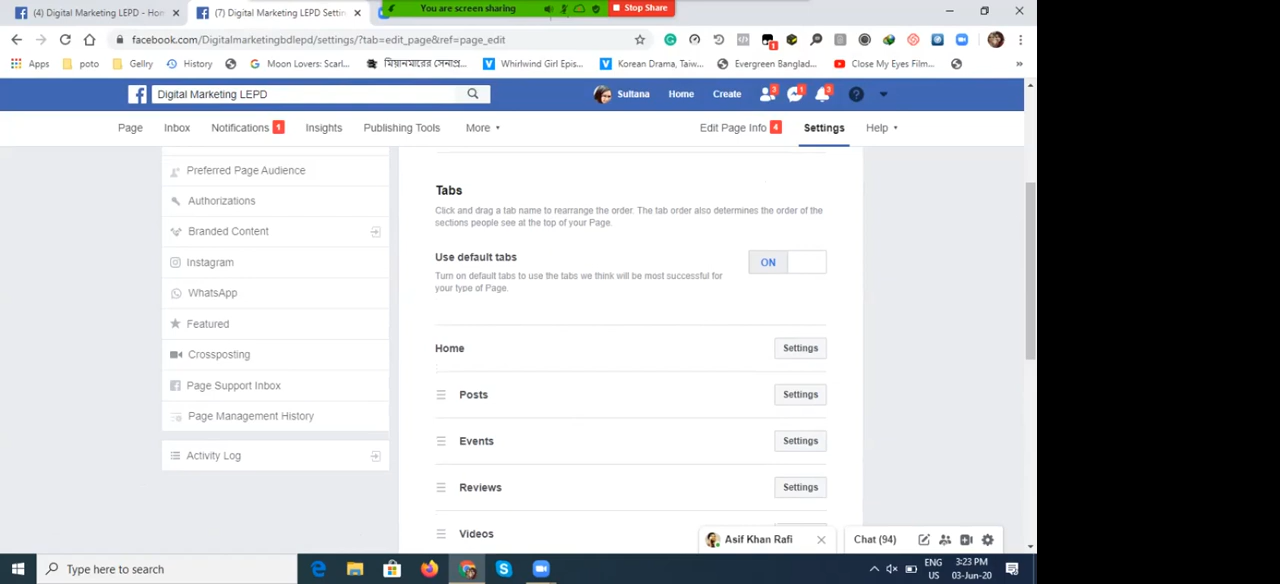 (4) Digital Marketing LEPD - Ho
(7) Digital Marketing LEPD Settin
You are screen sharing
Stop Share
facebook.com/Digitalmarketingbdlepd/settings/?tab=edit_page&ref=page_edit
Apps
poto
Gellry
History
Moon Lovers: Scarl...
মিয়ানমারের সেনাপ্র...
Whirlwind Girl Epis...
Korean Drama, Taiw...
Evergreen Banglad...
Close My Eyes Film...
»
Digital Marketing LEPD
Sultana
Home
Create
3
1
3
Page
Inbox
Notifications 1
Insights
Publishing Tools
More
Edit Page Info 4
Settings
Help
Preferred Page Audience
Authorizations
Branded Content
Instagram
WhatsApp
Featured
Crossposting
Page Support Inbox
Page Management History
Activity Log
Tabs
Click and drag a tab name to rearrange the order. The tab order also determines the order of the
sections people see at the top of your Page.
Use default tabs
ON
Turn on default tabs to use the tabs we think will be most successful for
your type of Page.
Home
Settings
Posts
Settings
Events
Settings
Reviews
Settings
Videos
Asif Khan Rafi
Chat (94)
Type here to search
ENG
US
3:23 PM
03-Jun-20